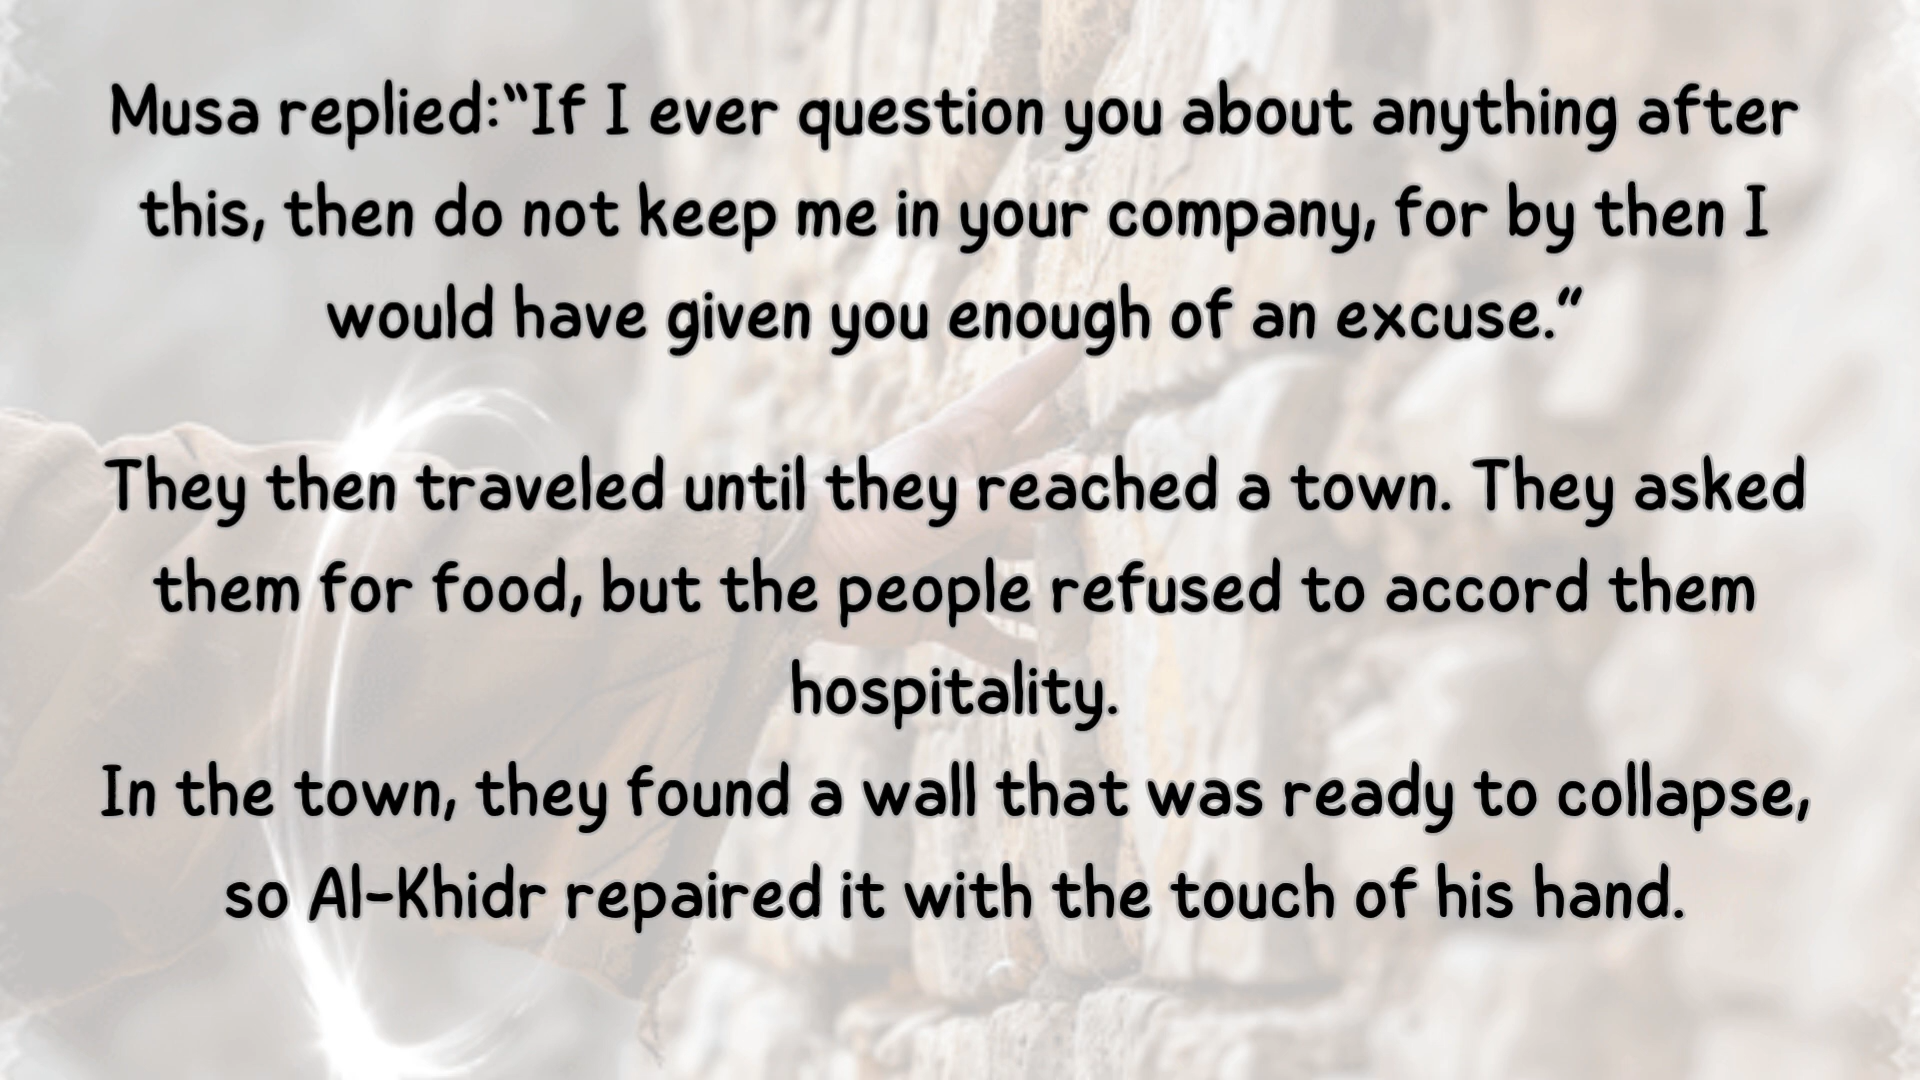 Musa replied:“If I ever question you about anything after
this, then do not keep me in your company, for by then I
would have given you enough of an excuse.”
They then traveled until they reached a town. They asked
them for food, but the people refused to accord them
hospitality.
In the town, they found a wall that was ready to collapse,
so Al-Khidr repaired it with the touch of his hand.